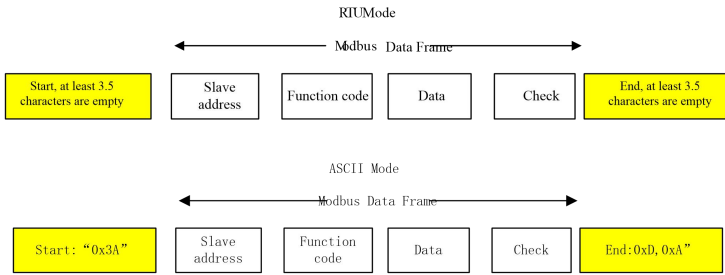 RTUMode
Modbus Data Frame
Start, at least 3.5
characters are empty
Slave
address
Function code
Data
Check
End, at least 3.5
characters are empty
ASCII Mode
Modbus Data Frame
Start: “0x3A”
Slave
address
Function
code
Data
Check
End:0xD,0xA”